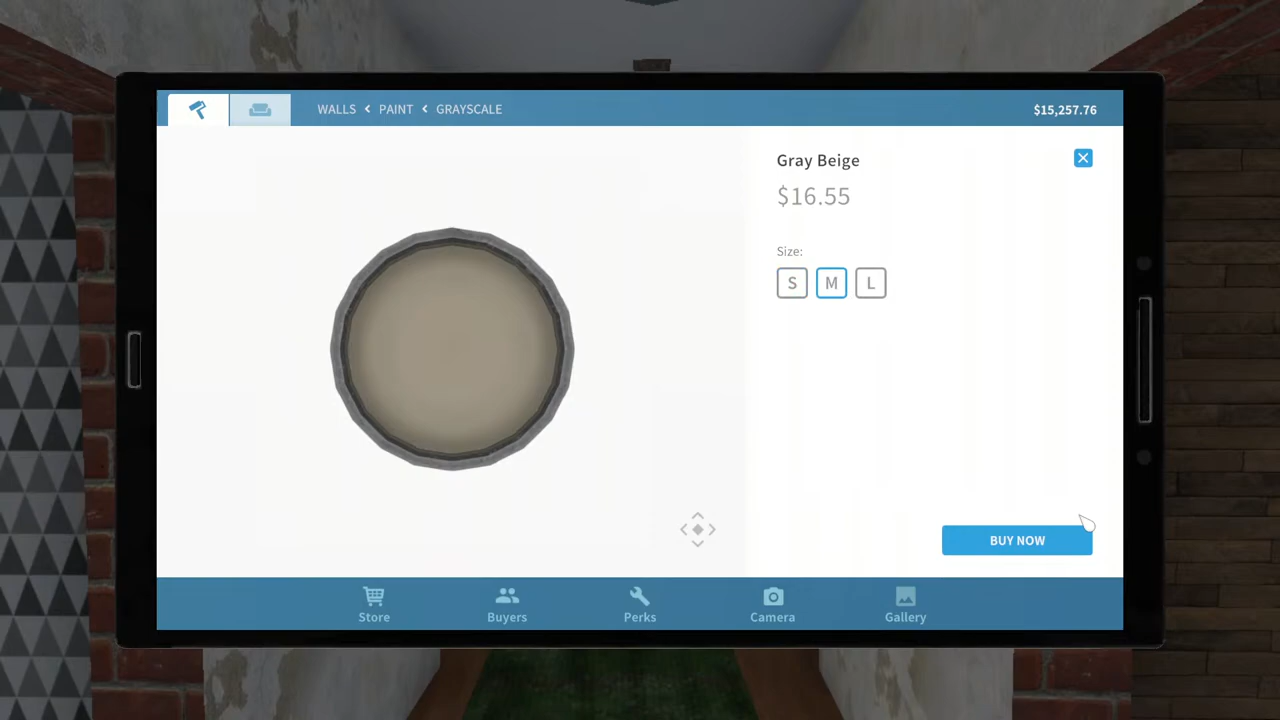 WALLS < PAINT < GRAYSCALE
$15,257.76
Gray Beige
$16.55
Size:
S M L
BUY NOW
Store Buyers Perks Camera Gallery